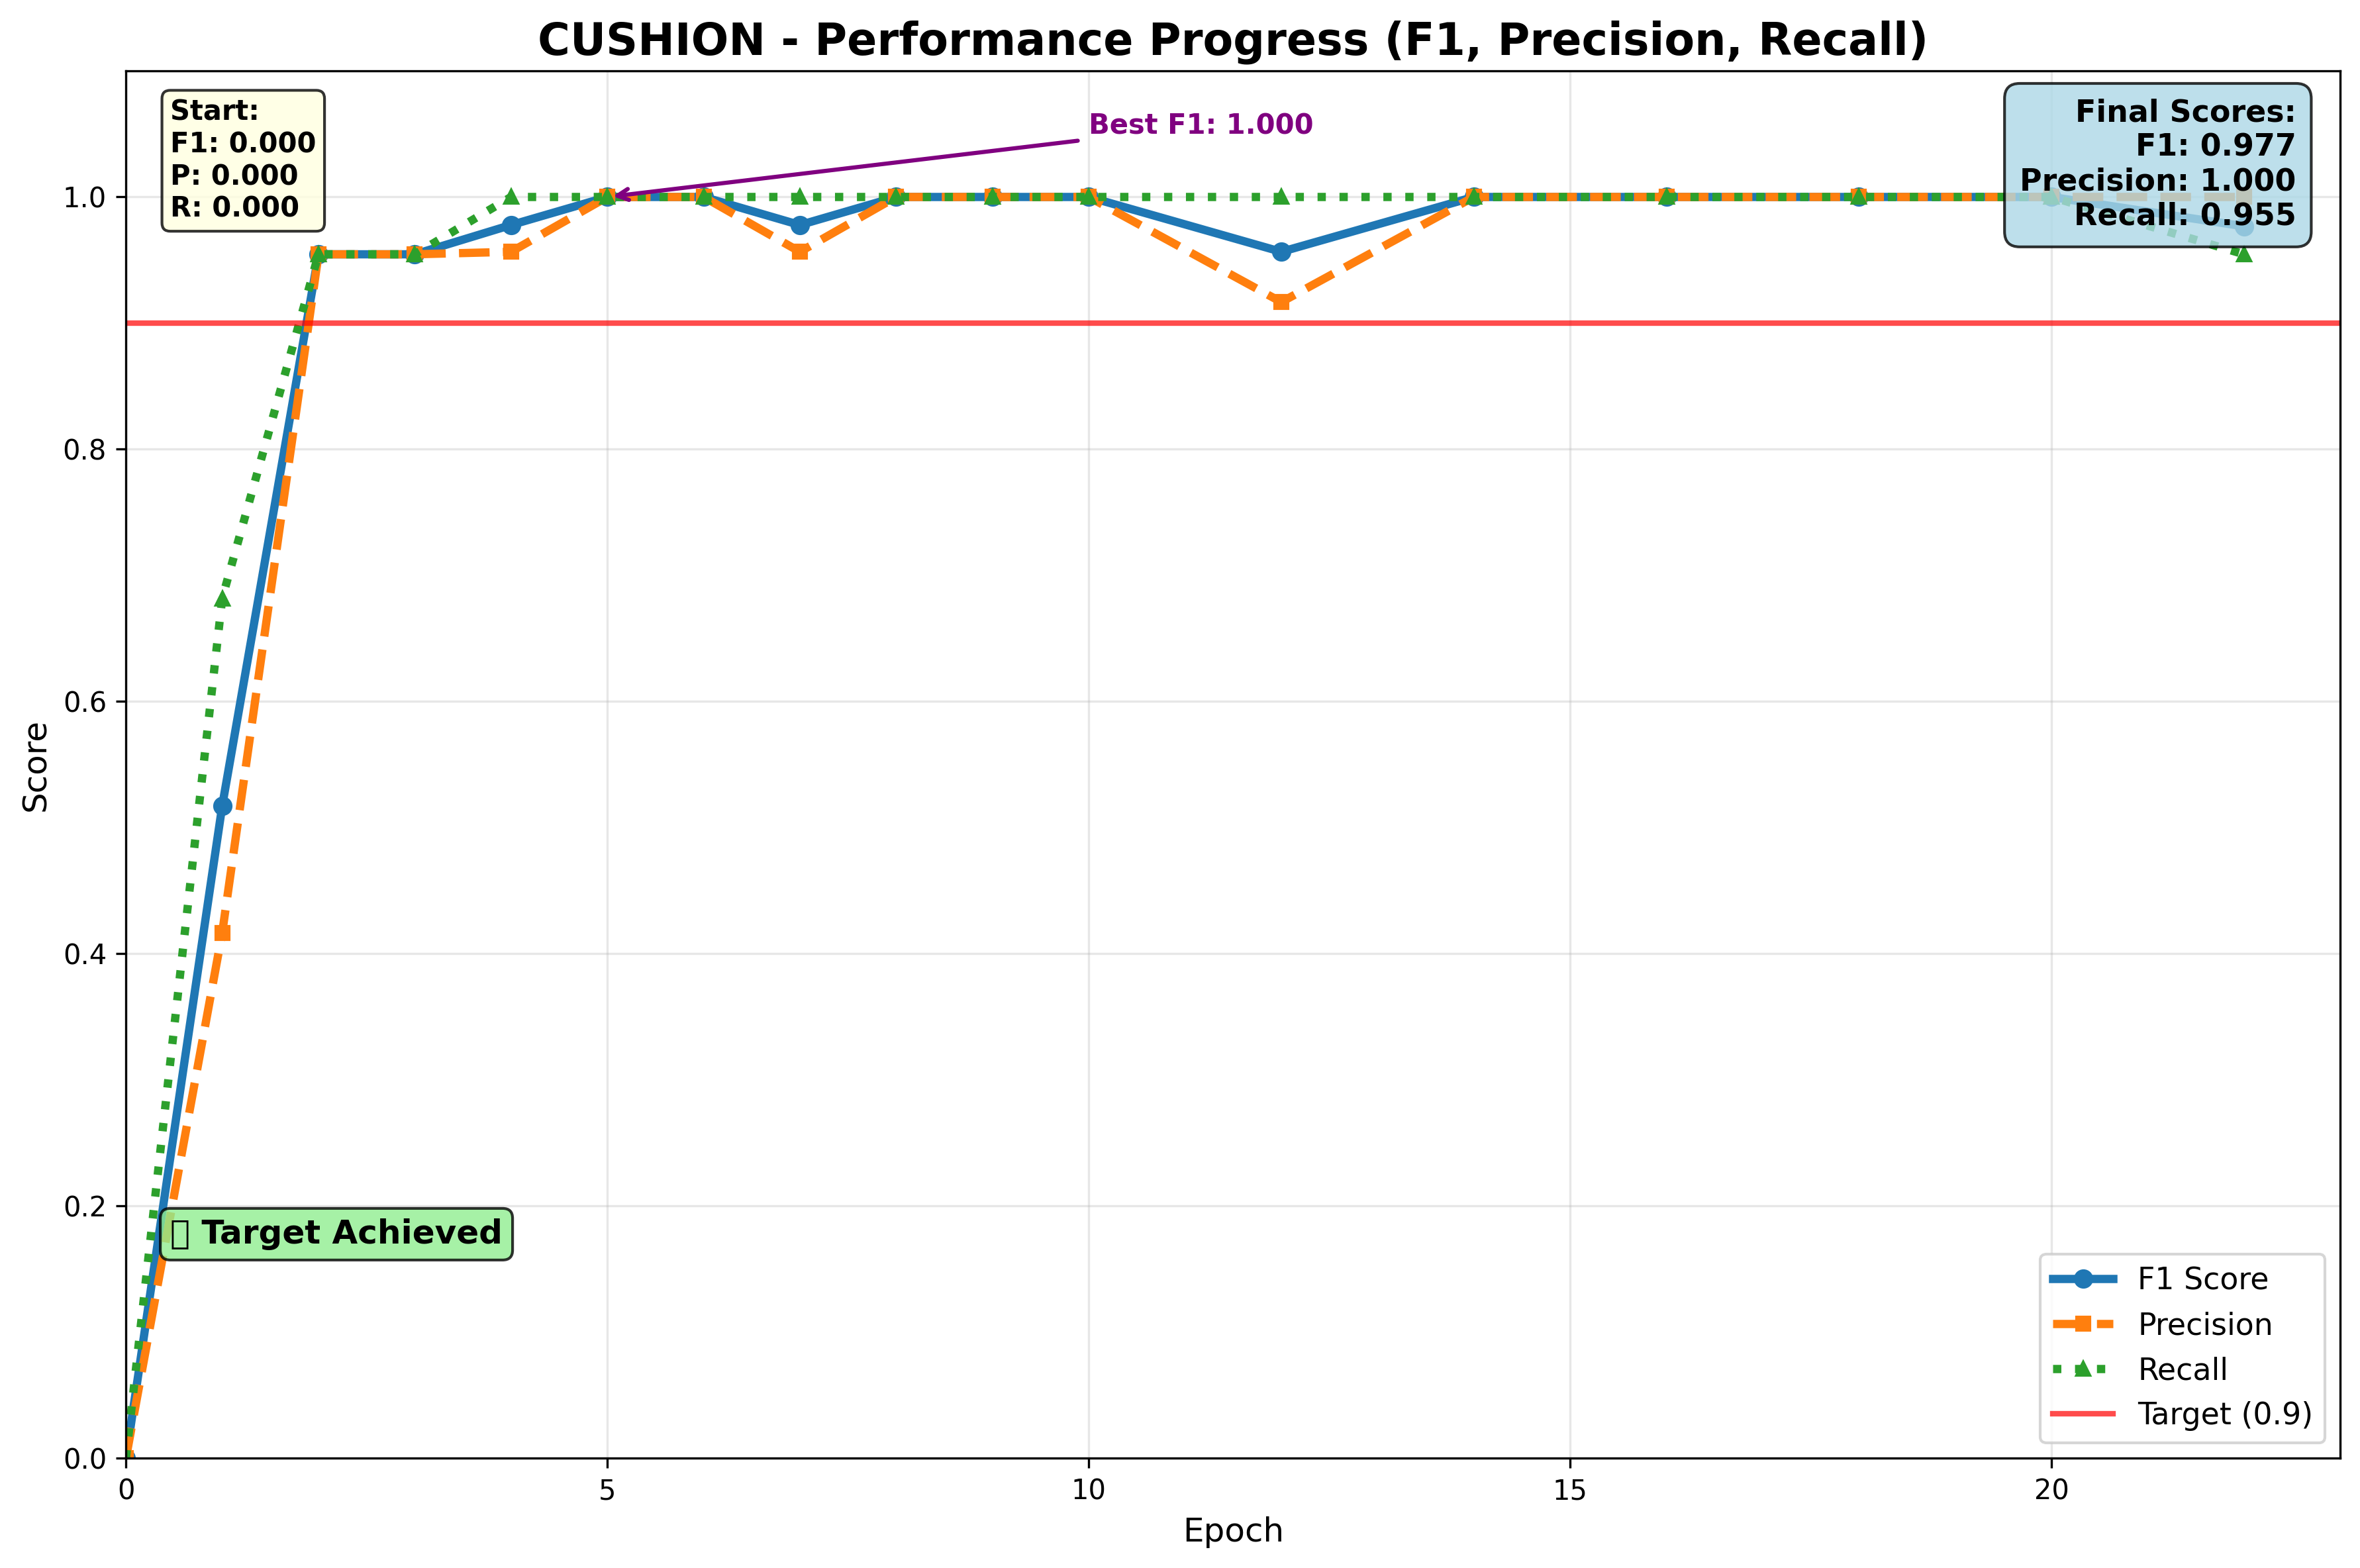 CUSHION - Performance Progress (F1, Precision, Recall)
Start:
F1: 0.000
P: 0.000
R: 0.000
Best F1: 1.000
Final Scores:
F1: 0.977
Precision: 1.000
Recall: 0.955
1.0
0.8
0.6
0.4
0.2
0.0
Score
Target Achieved
F1 Score
Precision
Recall
Target (0.9)
0 5 10 15 20
Epoch